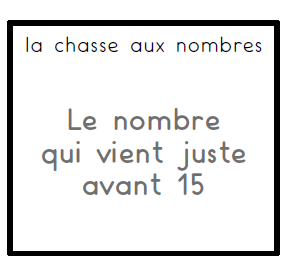 la chasse aux nombres
Le nombre
qui vient juste
avant 15